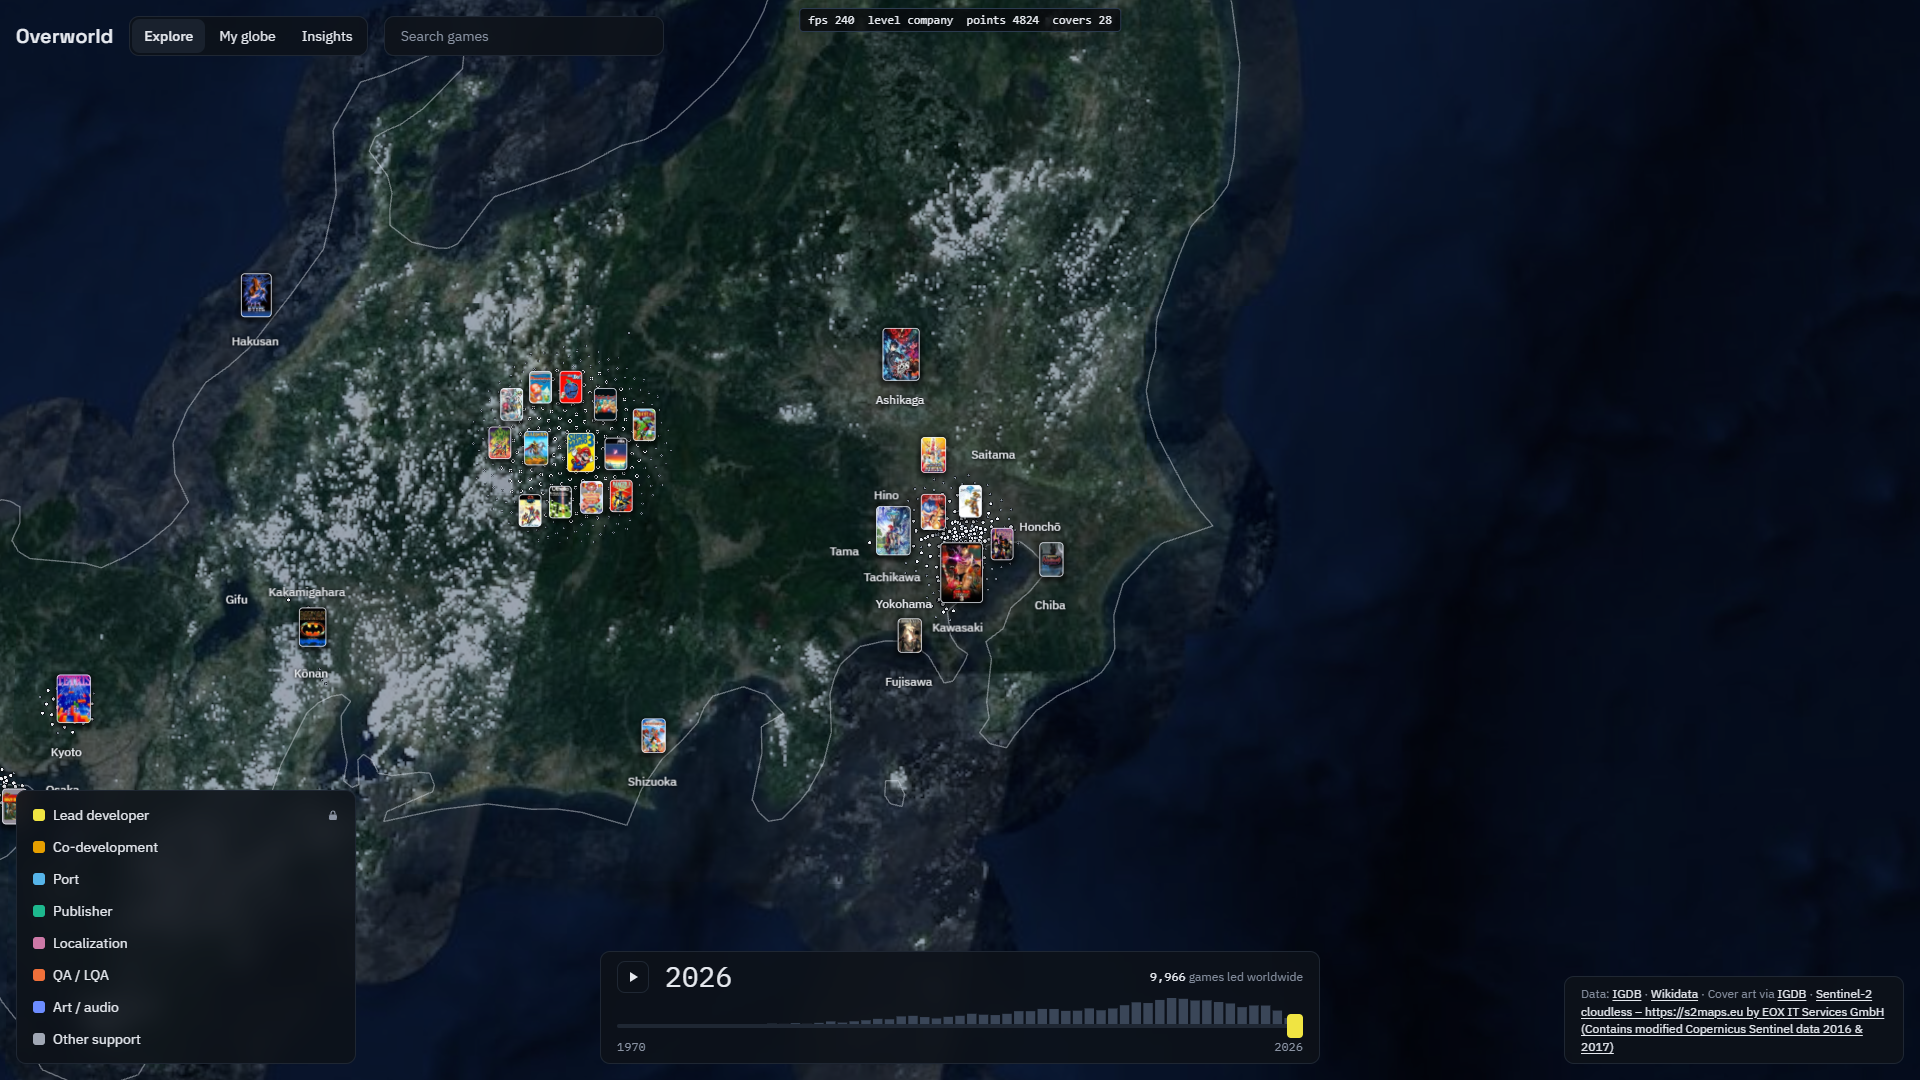 Overworld
Explore
My globe
Insights
Search games
fps 240 level company points 4824 covers 28
Hakusan
Ashikaga
Saitama
Hino
Honchō
Tama
Tachikawa
Gifu
Kakamigahara
Yokohama
Chiba
Kawasaki
Kōnan
Fujisawa
Kyoto
Shizuoka
Osaka
Lead developer
Co-development
Port
Publisher
Localization
QA / LQA
Art / audio
Other support
2026
9,966 games led worldwide
1970
2026
Data: IGDB · Wikidata · Cover art via IGDB · Sentinel-2
cloudless – https://s2maps.eu by EOX IT Services GmbH
(Contains modified Copernicus Sentinel data 2016 &
2017)